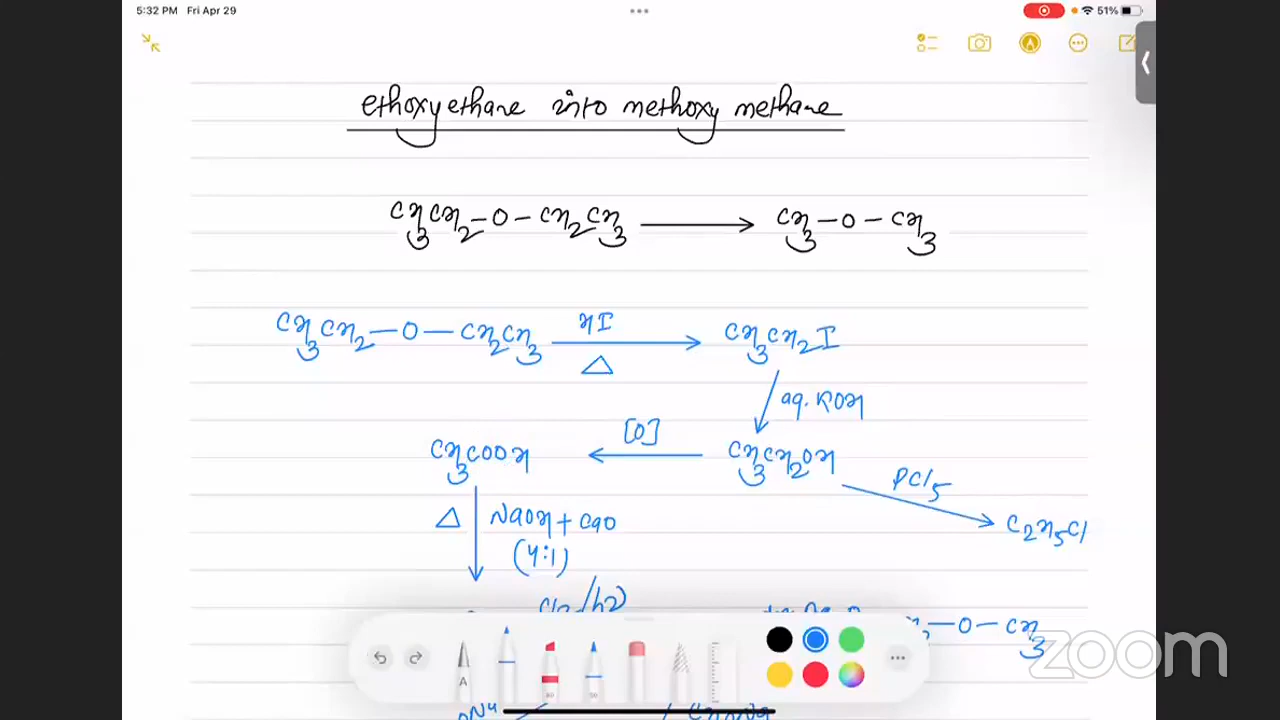 5:32 PM Fri Apr 29
51%
ethoxyethane into methoxy methane
CH3CH2-O-CH2CH3 → CH3-O-CH3
CH3CH2-O-CH2CH3 HI △ → CH3CH2I
aq. KOH
CH3COOH ← [O] CH3CH2OH
PCl5
C2H5Cl
△ NaOH + CaO
(4:1)
-O-CH3
zoom